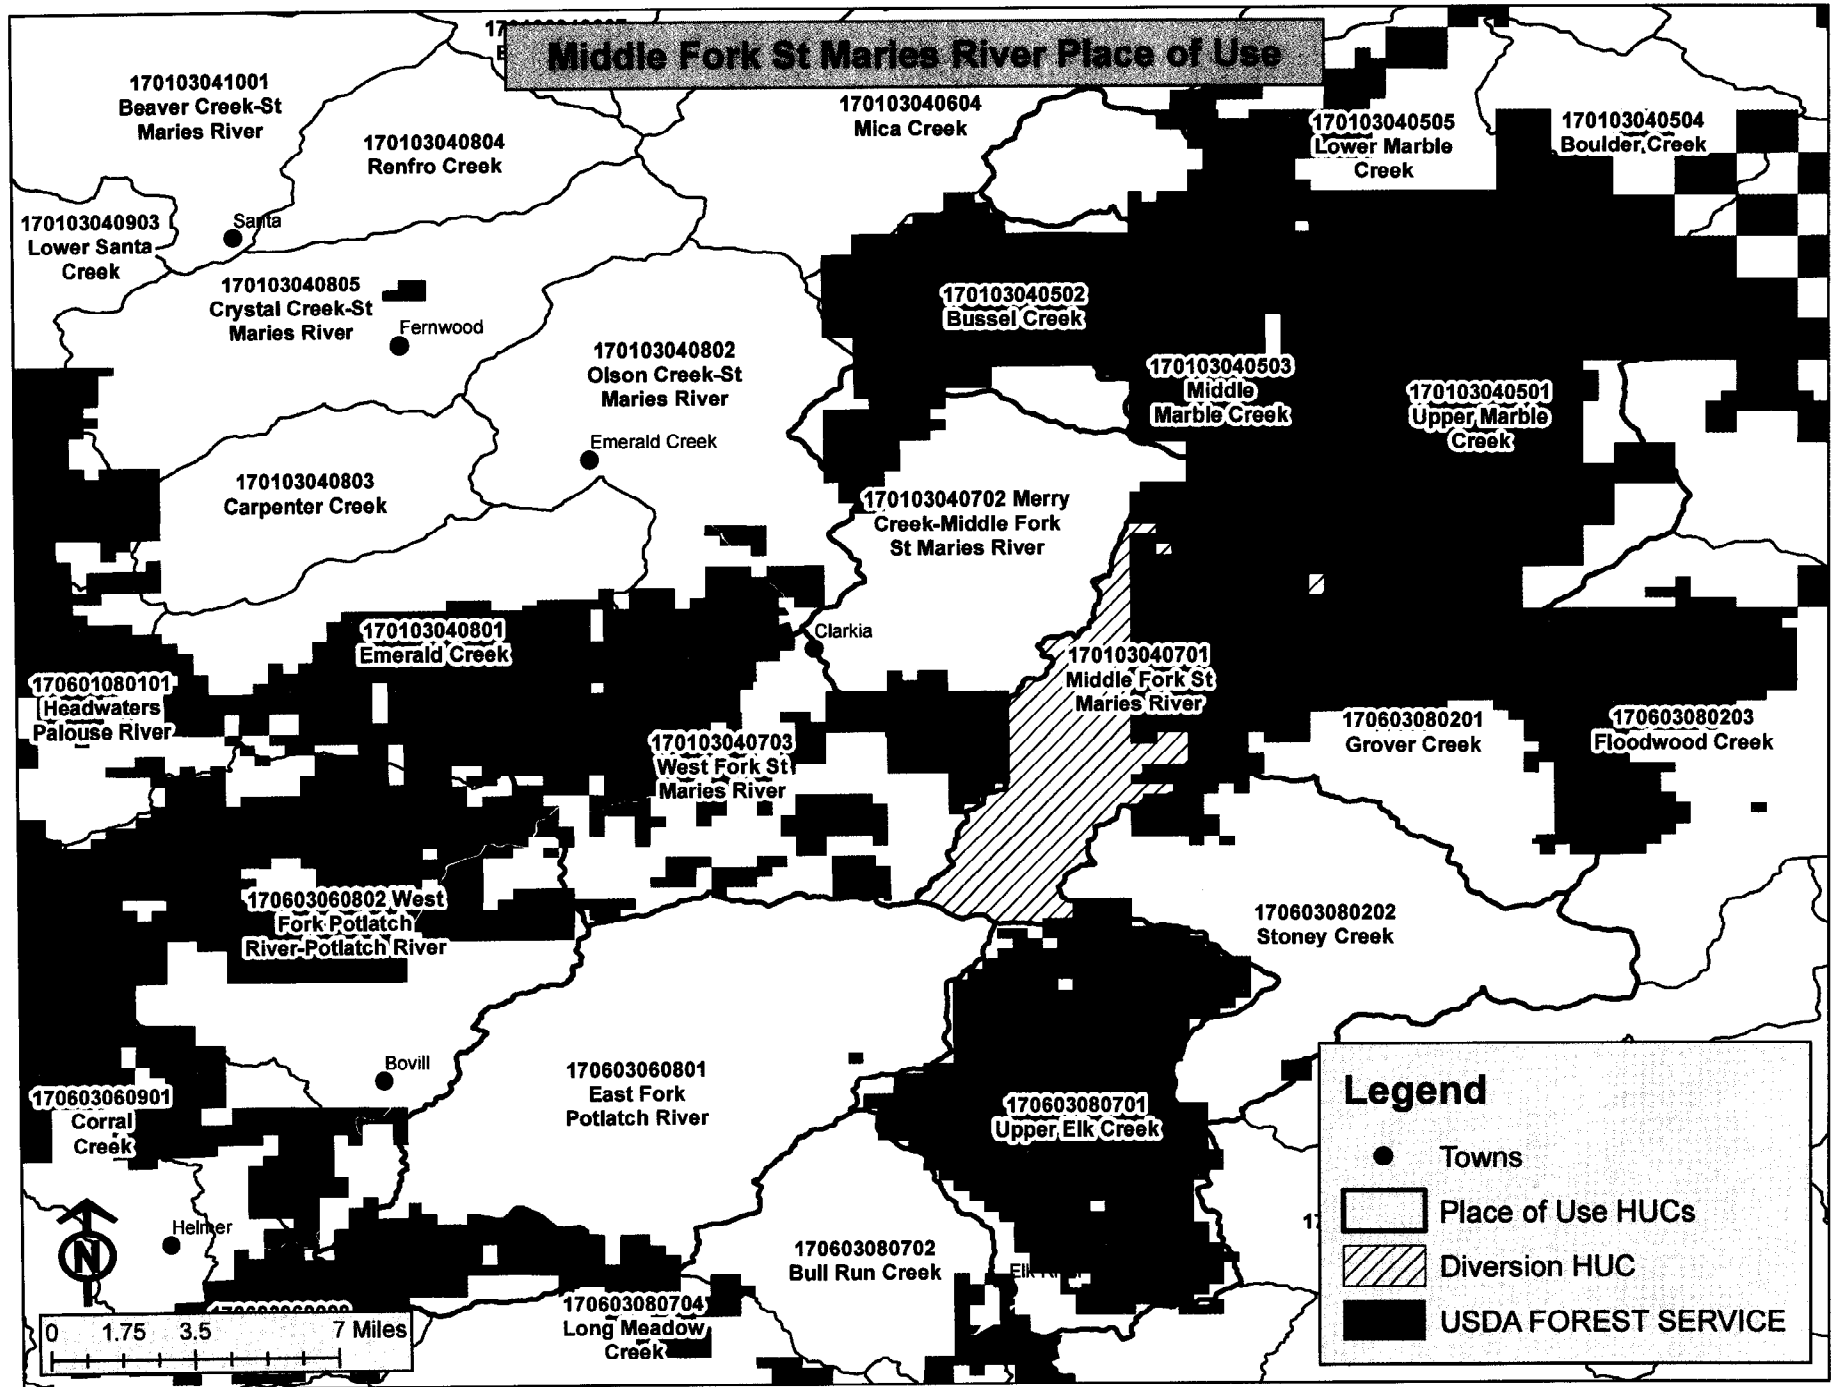 Middle Fork St Maries River Place of Use
170103041001
Beaver Creek-St
Maries River
170103040804
Renfro Creek
170103040604
Mica Creek
170103040505
Lower Marble
Creek
170103040504
Boulder Creek
170103040903
Lower Santa
Creek
Santa
170103040805
Crystal Creek-St
Maries River
Fernwood
170103040502
Bussel Creek
170103040802
Olson Creek-St
Maries River
170103040503
Middle
Marble Creek
170103040501
Upper Marble
Creek
Emerald Creek
170103040803
Carpenter Creek
170103040702 Merry
Creek-Middle Fork
St Maries River
170103040801
Emerald Creek
Clarkia
170103040701
Middle Fork St
Maries River
170601080101
Headwaters
Palouse River
170103040703
West Fork St
Maries River
170603080201
Grover Creek
170603080203
Floodwood Creek
170603060802 West
Fork Potlatch
River-Potlatch River
170603080202
Stoney Creek
Bovill
170603060801
East Fork
Potlatch River
170603060901
Corral
Creek
170603080701
Upper Elk Creek
Helmer
N
170603080702
Bull Run Creek
170603080704
Long Meadow
Creek
0 1.75 3.5 7 Miles
Legend
Towns
Place of Use HUCs
Diversion HUC
USDA FOREST SERVICE